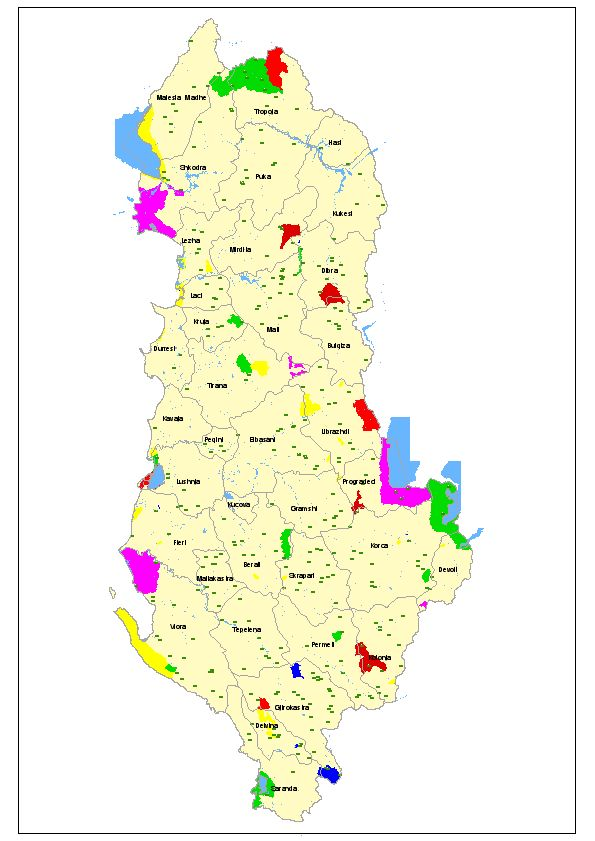 Malesia Madhe
Tropoja
Hasi
Shkodra
Puka
Kukesi
Lezha
Mirdita
Dibra
Laci
Kruja
Mati
Durresi
Bulqiza
Tirana
Kavaja
Librazhdi
Peqini
Elbasani
Lushnja
Pogradeci
Kucova
Gramshi
Fieri
Korca
Berati
Devolli
Mallakastra
Skrapari
Vlora
Tepelena
Permeti
Kolonja
Gjirokastra
Delvina
Saranda